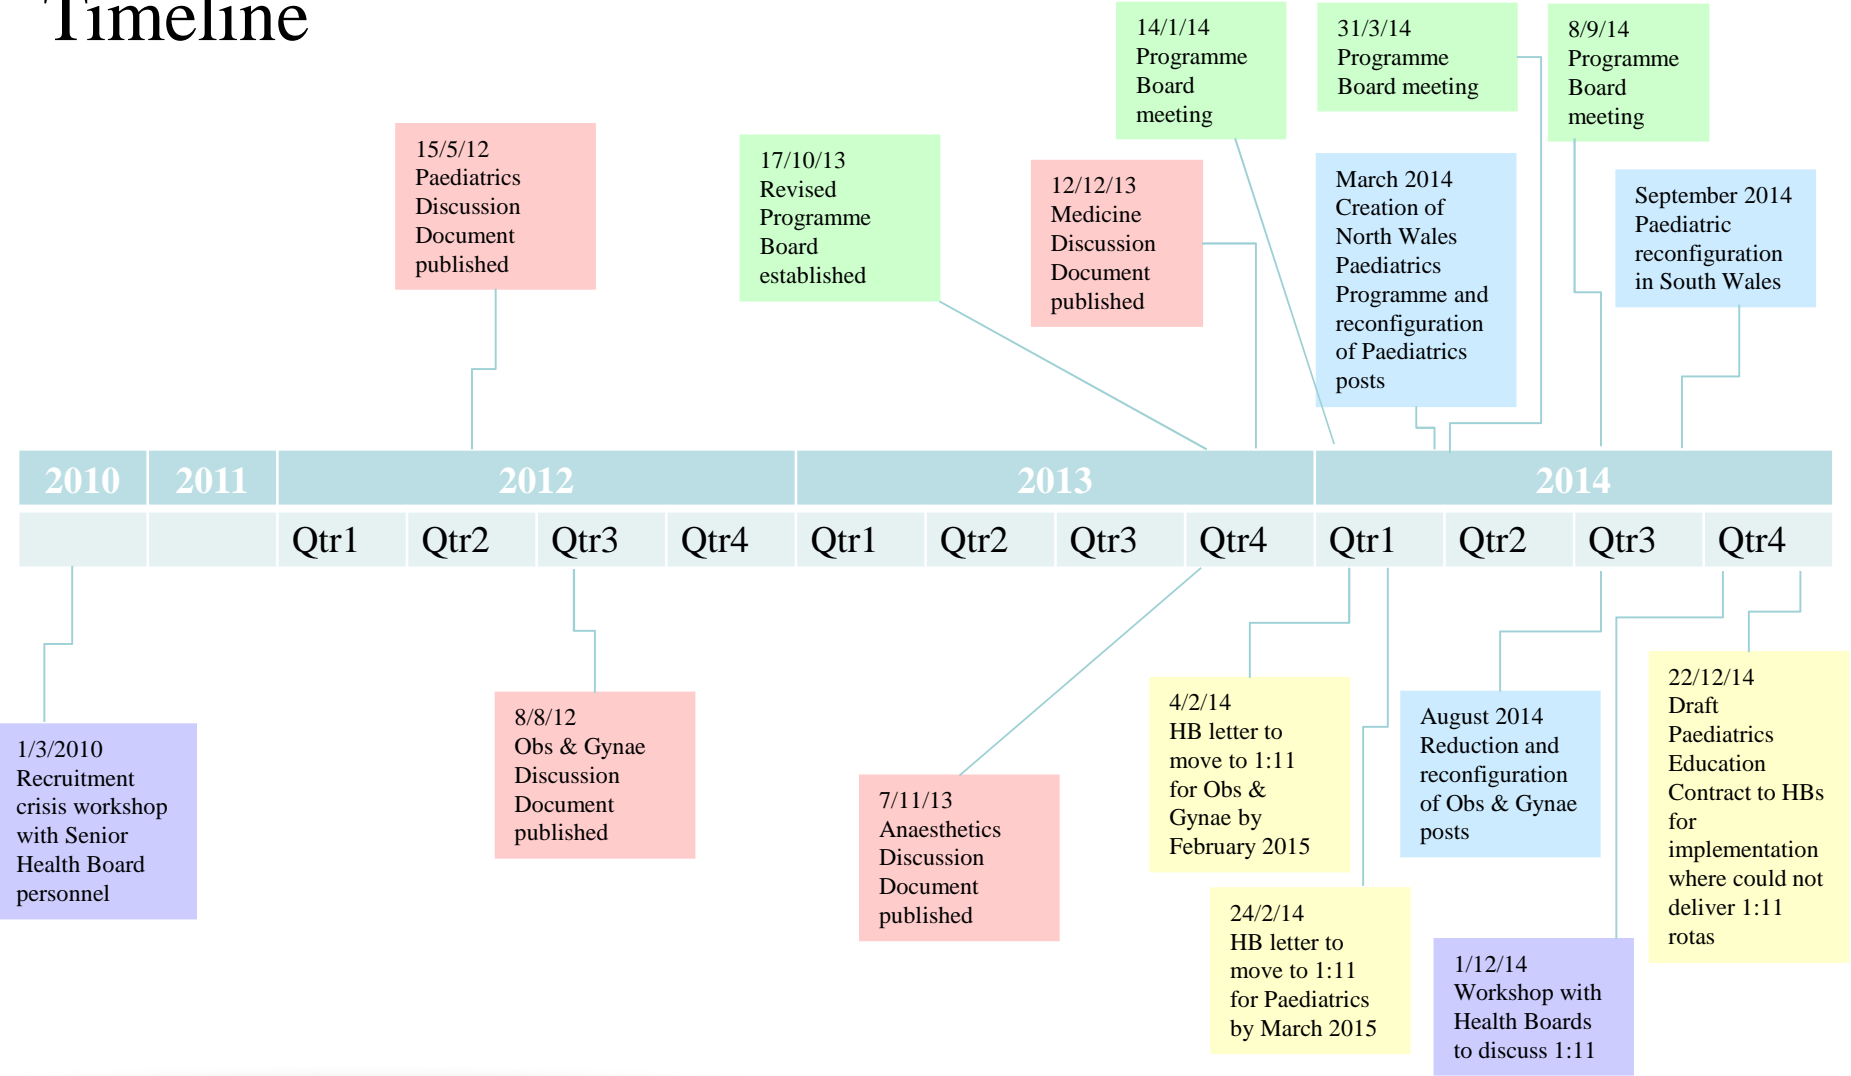 Timeline
14/1/14
Programme
Board
meeting
31/3/14
Programme
Board meeting
8/9/14
Programme
Board
meeting
15/5/12
Paediatrics
Discussion
Document
published
17/10/13
Revised
Programme
Board
established
12/12/13
Medicine
Discussion
Document
published
March 2014
Creation of
North Wales
Paediatrics
Programme and
reconfiguration
of Paediatrics
posts
September 2014
Paediatric
reconfiguration
in South Wales
2010 2011 2012 2013 2014
Qtr1 Qtr2 Qtr3 Qtr4 Qtr1 Qtr2 Qtr3 Qtr4 Qtr1 Qtr2 Qtr3 Qtr4
1/3/2010
Recruitment
crisis workshop
with Senior
Health Board
personnel
8/8/12
Obs & Gynae
Discussion
Document
published
7/11/13
Anaesthetics
Discussion
Document
published
4/2/14
HB letter to
move to 1:11
for Obs &
Gynae by
February 2015
24/2/14
HB letter to
move to 1:11
for Paediatrics
by March 2015
August 2014
Reduction and
reconfiguration
of Obs & Gynae
posts
1/12/14
Workshop with
Health Boards
to discuss 1:11
22/12/14
Draft
Paediatrics
Education
Contract to HBs
for
implementation
where could not
deliver 1:11
rotas